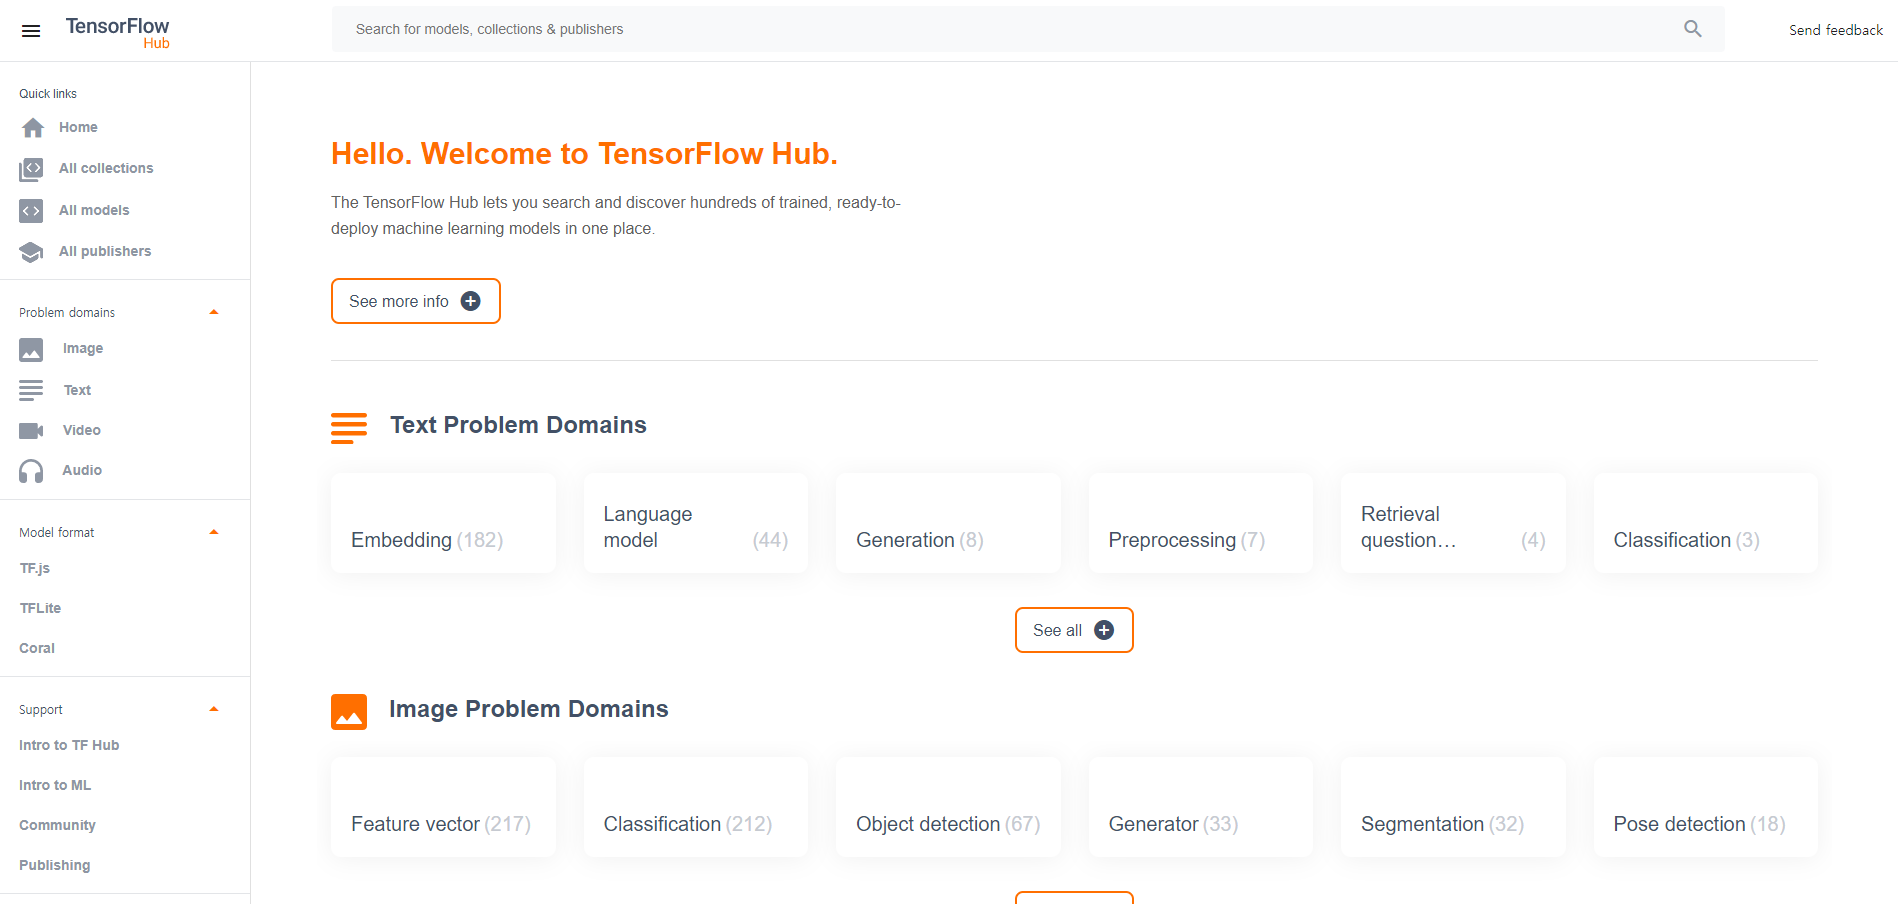 TensorFlow
Hub
Search for models, collections & publishers
Send feedback
Quick links
Home
All collections
All models
All publishers
Problem domains
Image
Text
Video
Audio
Model format
TF.js
TFLite
Coral
Support
Intro to TF Hub
Intro to ML
Community
Publishing
Hello. Welcome to TensorFlow Hub.
The TensorFlow Hub lets you search and discover hundreds of trained, ready-to-
deploy machine learning models in one place.
See more info
Text Problem Domains
Embedding (182)
Language
model (44)
Generation (8)
Preprocessing (7)
Retrieval
question… (4)
Classification (3)
See all
Image Problem Domains
Feature vector (217)
Classification (212)
Object detection (67)
Generator (33)
Segmentation (32)
Pose detection (18)